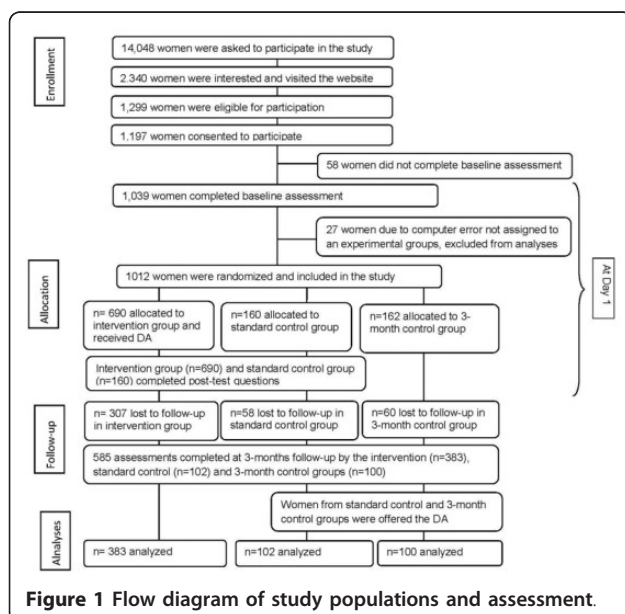 Enrollment
14,048 women were asked to participate in the study
2.340 women were interested and visited the website
1,299 women were eligible for participation
1,197 women consented to participate
58 women did not complete baseline assessment
1,039 women completed baseline assessment
27 women due to computer error not assigned to
an experimental groups, excluded from analyses
At Day 1
Allocation
1012 women were randomized and included in the study
n= 690 allocated to
intervention group and
received DA
n=160 allocated to
standard control group
n=162 allocated to 3-
month control group
Intervention group (n=690) and standard control group
(n=160) completed post-test questions
Follow-up
n= 307 lost to follow-up
in intervention group
n=58 lost to follow-up in
standard control group
n=60 lost to follow-up in
3-month control group
585 assessments completed at 3-months follow-up by the intervention (n=383),
standard control (n=102) and 3-month control groups (n=100)
Women from standard control and 3-month
control groups were offered the DA
Alnalyses
n= 383 analyzed
n=102 analyzed
n=100 analyzed
Figure 1 Flow diagram of study populations and assessment.